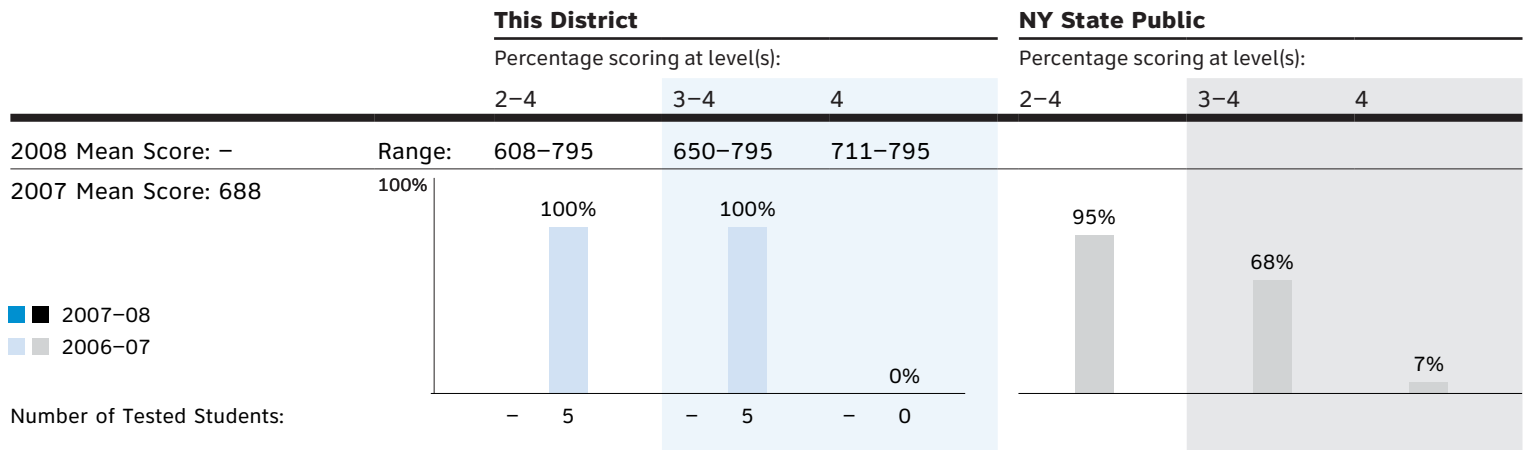 This District NY State Public
Percentage scoring at level(s): Percentage scoring at level(s):
2–4 3–4 4 2–4 3–4 4
2008 Mean Score: – Range: 608–795 650–795 711–795
2007 Mean Score: 688
100%
100% 100% 0% 95% 68% 7%
2007–08
2006–07
Number of Tested Students: – 5 – 5 – 0